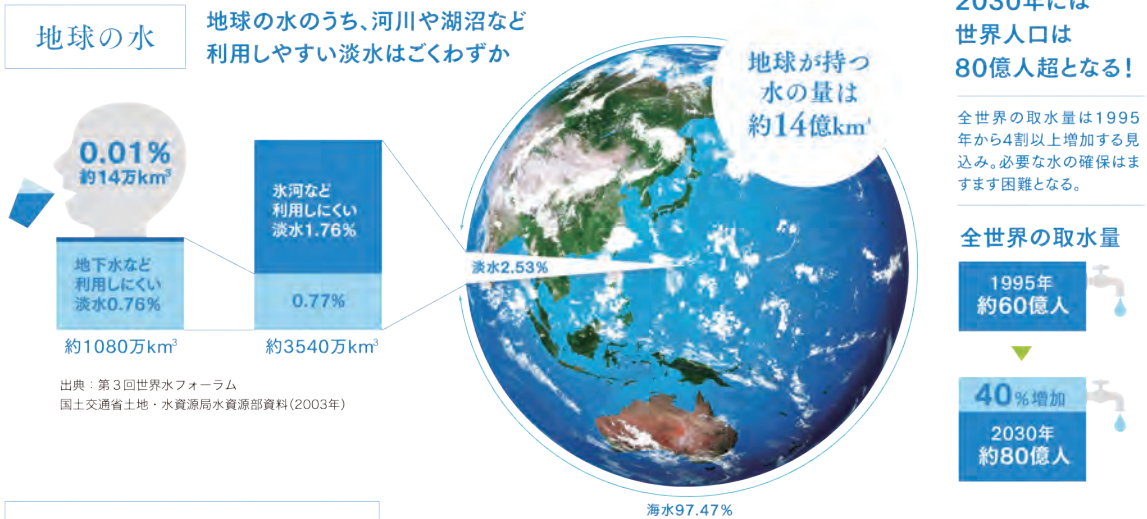 地球の水
地球の水のうち、河川や湖沼など
利用しやすい淡水はごくわずか
0.01%
約14万km³
地下水など
利用しにくい
淡水0.76%
約1080万km³
氷河など
利用しにくい
淡水1.76%
0.77%
約3540万km³
出典：第3回世界水フォーラム
国土交通省土地・水資源局水資源部資料(2003年)
地球が持つ
水の量は
約14億km³
淡水2.53%
海水97.47%
2030年には
世界人口は
80億人超となる！
全世界の取水量は1995
年から4割以上増加する見
込み。必要な水の確保はま
すます困難となる。
全世界の取水量
1995年
約60億人
40%増加
2030年
約80億人